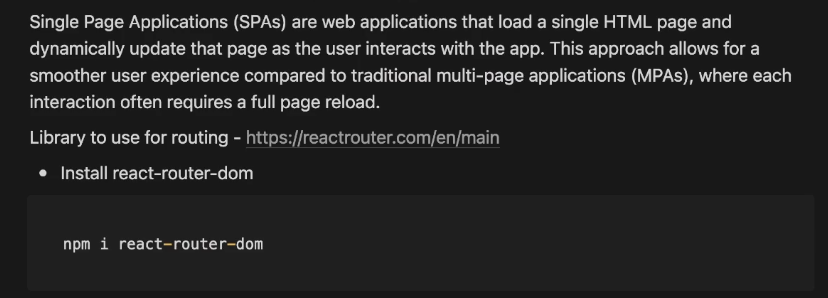 Single Page Applications (SPAs) are web applications that load a single HTML page and
dynamically update that page as the user interacts with the app. This approach allows for a
smoother user experience compared to traditional multi-page applications (MPAs), where each
interaction often requires a full page reload.
Library to use for routing - https://reactrouter.com/en/main
• Install react-router-dom
npm i react-router-dom